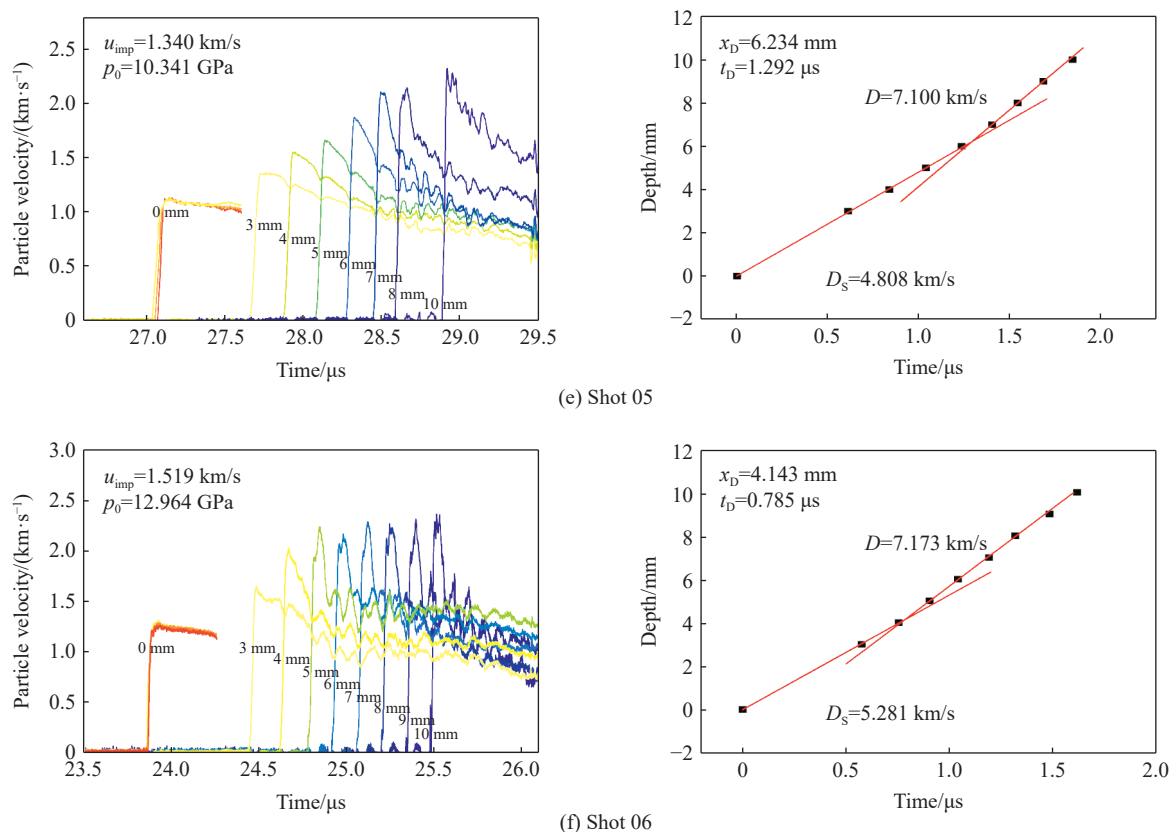 u_imp=1.340 km/s
p_0=10.341 GPa
Particle velocity/(km·s⁻¹)
2.5
2.0
1.5
1.0
0.5
0
0 mm
3 mm
4 mm
5 mm
6 mm
7 mm
8 mm
10 mm
27.0 27.5 28.0 28.5 29.0 29.5
Time/μs
x_D=6.234 mm
t_D=1.292 μs
D=7.100 km/s
D_S=4.808 km/s
Depth/mm
12
10
8
6
4
2
0
−2
0 0.5 1.0 1.5 2.0
Time/μs
(e) Shot 05
u_imp=1.519 km/s
p_0=12.964 GPa
Particle velocity/(km·s⁻¹)
3.0
2.5
2.0
1.5
1.0
0.5
0
0 mm
3 mm
4 mm
5 mm
6 mm
7 mm
8 mm
9 mm
10 mm
23.5 24.0 24.5 25.0 25.5 26.0
Time/μs
x_D=4.143 mm
t_D=0.785 μs
D=7.173 km/s
D_S=5.281 km/s
Depth/mm
12
10
8
6
4
2
0
−2
0 0.5 1.0 1.5 2.0
Time/μs
(f) Shot 06